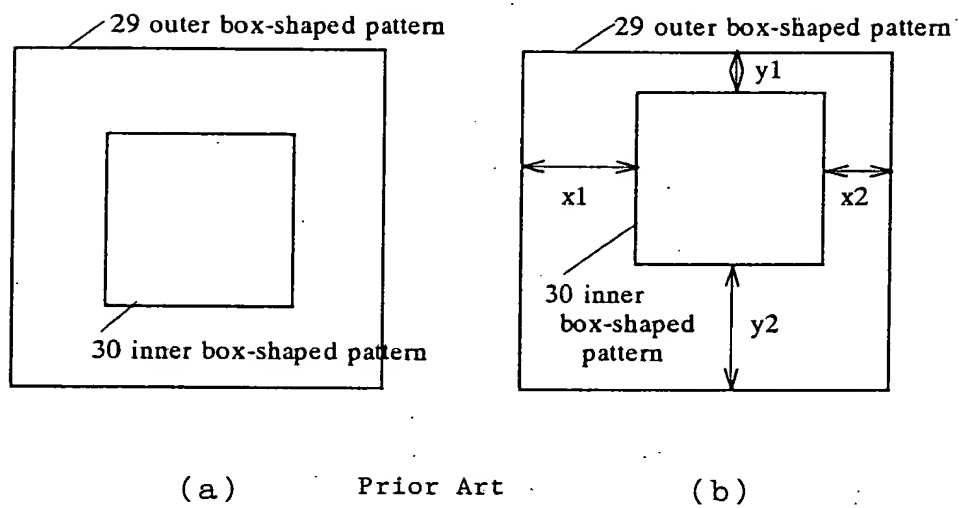 29 outer box-shaped pattern
30 inner box-shaped pattern
29 outer box-shaped pattern
y1
x1
x2
30 inner
box-shaped
pattern
y2
(a)
Prior Art
(b)